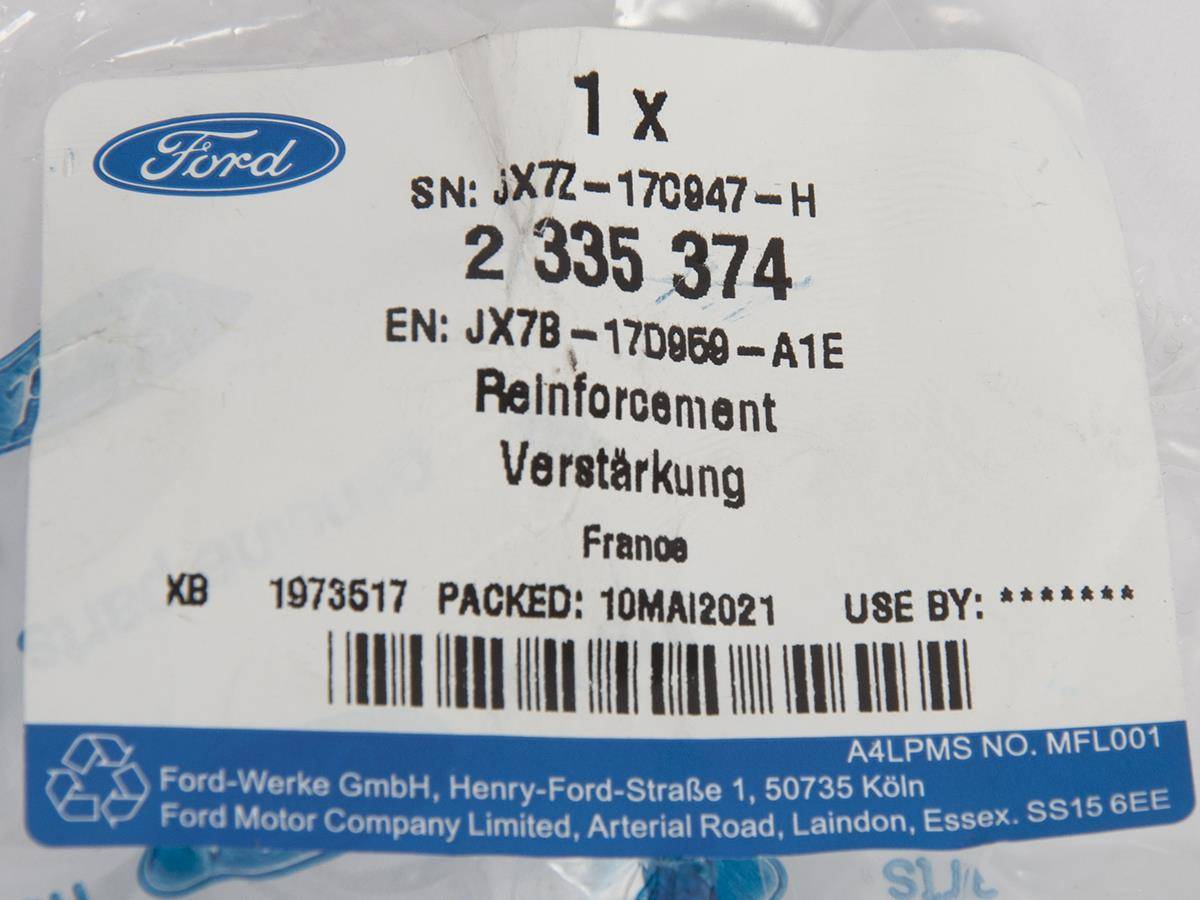 1 x
Ford
SN: JX7Z-17C947-H
2 335 374
EN: JX7B-17D959-A1E
Reinforcement
Verstärkung
France
XB 1973517 PACKED: 10MAI2021 USE BY: *******
A4LPMS NO. MFL001
Ford-Werke GmbH, Henry-Ford-Straße 1, 50735 Köln
Ford Motor Company Limited, Arterial Road, Laindon, Essex. SS15 6EE